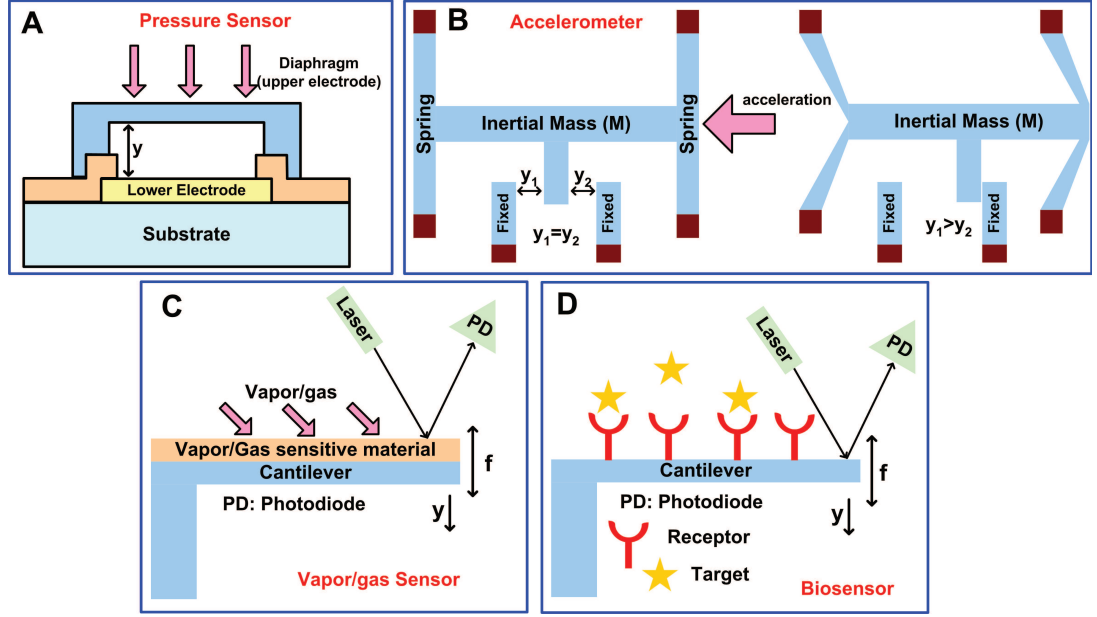 A
Pressure Sensor
Diaphragm
(upper electrode)
y
Lower Electrode
Substrate
B
Accelerometer
Spring
Inertial Mass (M)
Spring
y1
y2
Fixed
Fixed
y1=y2
acceleration
Inertial Mass (M)
Fixed
Fixed
y1>y2
C
Laser
PD
Vapor/gas
Vapor/Gas sensitive material
Cantilever
f
PD: Photodiode
y
Vapor/gas Sensor
D
Laser
PD
Cantilever
f
PD: Photodiode
y
Receptor
Target
Biosensor